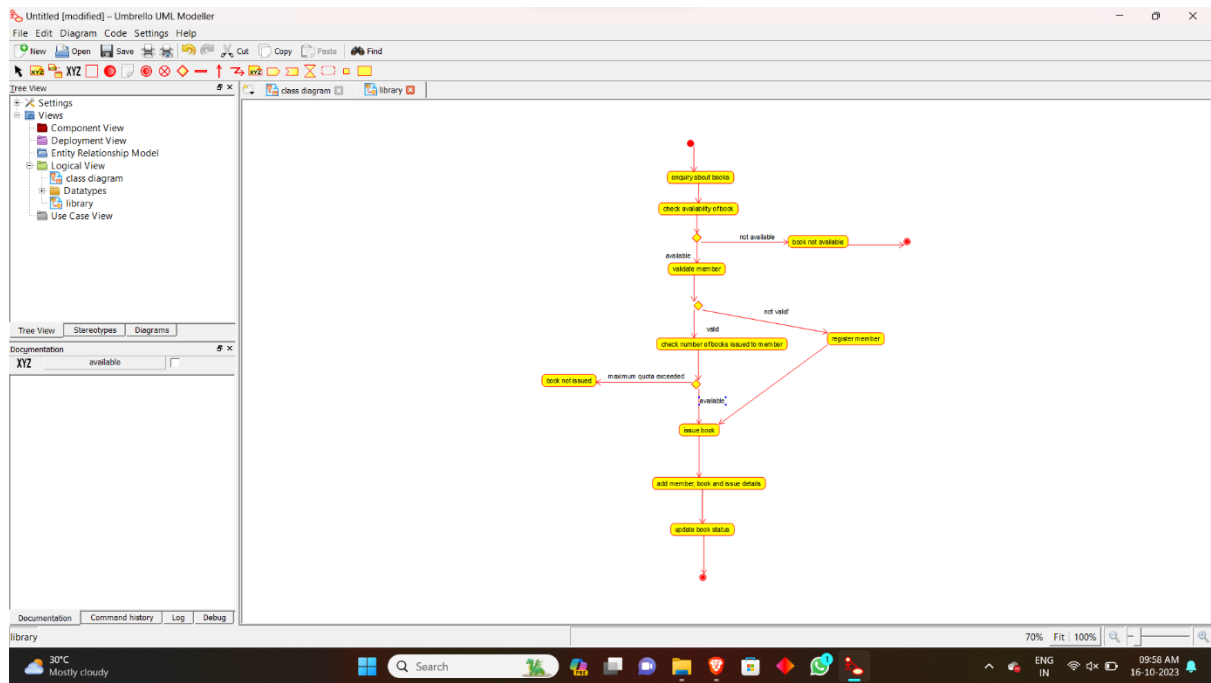 Untitled [modified] – Umbrello UML Modeller
File Edit Diagram Code Settings Help
New Open Save Cut Copy Paste Find
XYZ XYZ XYZ
Tree View
class diagram library
Settings
Views
Component View
Deployment View
Entity Relationship Model
Logical View
class diagram
Datatypes
library
Use Case View
Tree View Stereotypes Diagrams
Documentation
XYZ available
enquiry about books
check availability of book
not available
book not available
available
validate member
not valid'
valid
register member
check number of books issued to member
maximum quota exceeded
book not issued
available
issue book
add member, book and issue details
update book status
Documentation Command history Log Debug
library
70% Fit 100%
30°C
Mostly cloudy
Search
PRE
ENG
IN
09:58 AM
16-10-2023